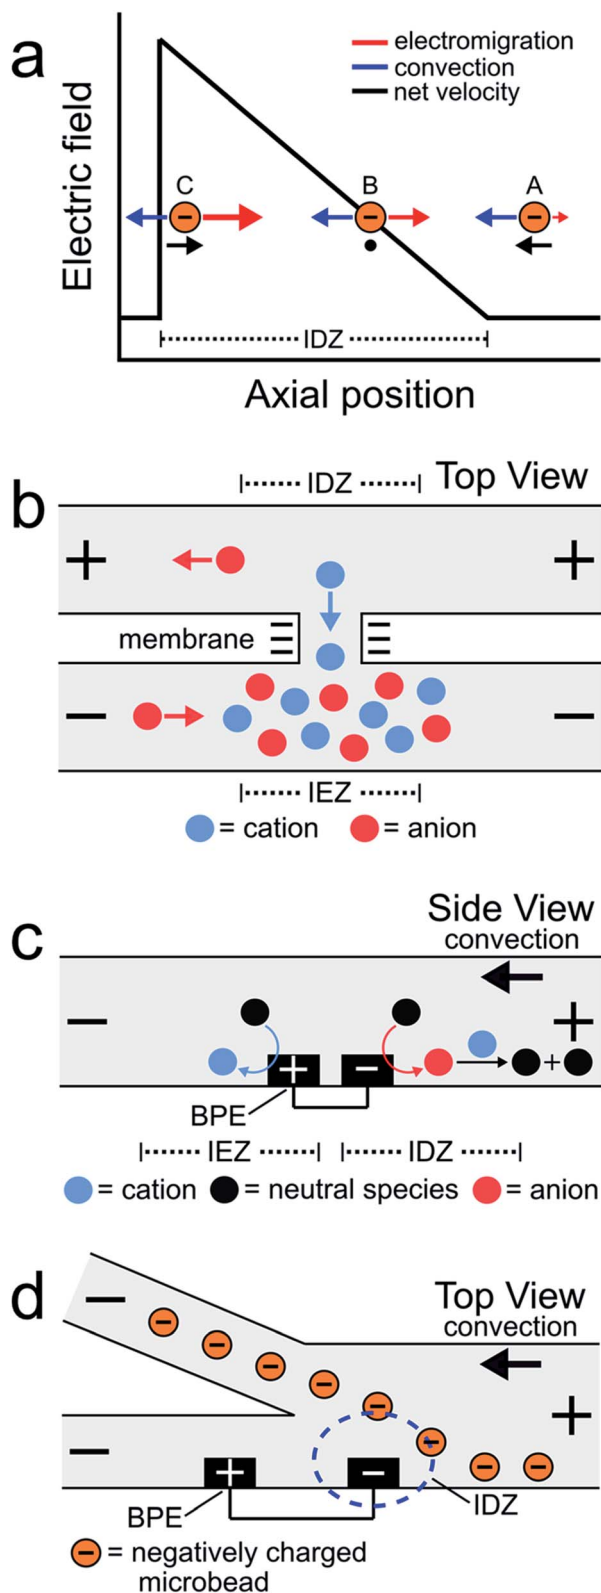 a
electromigration
convection
net velocity
Electric field
C
B
A
−
−
−
IDZ
Axial position
b
IDZ
Top View
+
+
membrane
−
−
IEZ
= cation
= anion
c
Side View
convection
−
+
+
−
+
BPE
IEZ
IDZ
= cation
= neutral species
= anion
d
Top View
convection
−
+
−
+
−
BPE
IDZ
= negatively charged
microbead